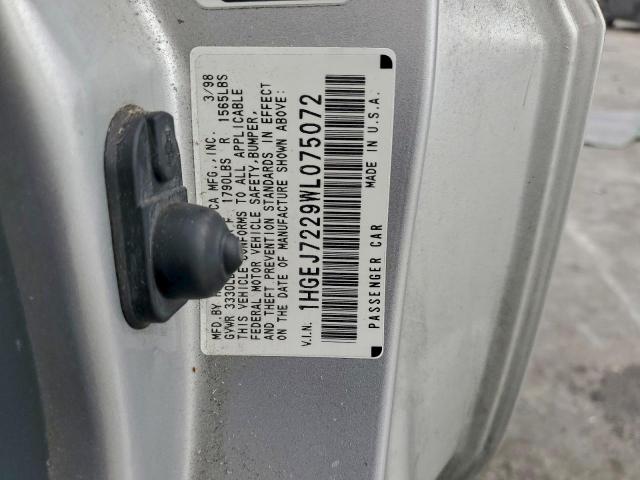 MFD.BY CA MFG.,INC. 3/98
GVWR 3330LBS 1790LBS R 1565LBS
THIS VEHICLE CONFORMS TO ALL APPLICABLE
FEDERAL MOTOR VEHICLE SAFETY,BUMPER,
AND THEFT PREVENTION STANDARDS IN EFFECT
ON THE DATE OF MANUFACTURE SHOWN ABOVE:
V.I.N. 1HGEJ7229WL075072
PASSENGER CAR MADE IN U.S.A.